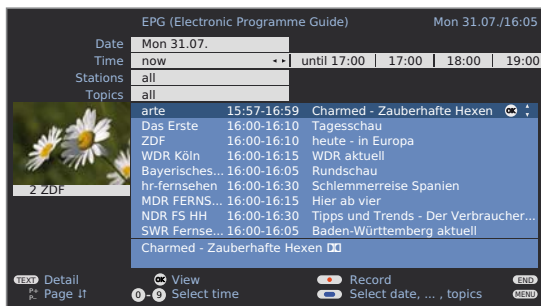 EPG (Electronic Programme Guide) Mon 31.07./16:05
Date Mon 31.07.
Time now until 17:00 17:00 18:00 19:00
Stations all
Topics all
arte 15:57-16:59 Charmed - Zauberhafte Hexen OK
Das Erste 16:00-16:10 Tagesschau
ZDF 16:00-16:10 heute - in Europa
WDR Köln 16:00-16:15 WDR aktuell
Bayerisches... 16:00-16:05 Rundschau
hr-fernsehen 16:00-16:30 Schlemmerreise Spanien
MDR FERNS... 16:00-16:15 Hier ab vier
NDR FS HH 16:00-16:30 Tipps und Trends - Der Verbraucher...
SWR Fernse... 16:00-16:05 Baden-Württemberg aktuell
2 ZDF
Charmed - Zauberhafte Hexen
TEXT Detail OK View Record END
P+ P- Page 0-9 Select time Select date, ... , topics MENU